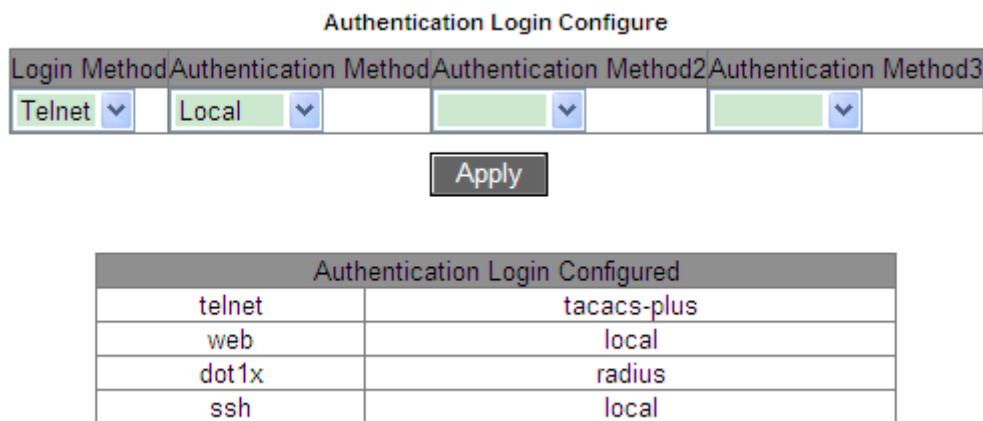 Authentication Login Configure
Login Method Authentication Method Authentication Method2 Authentication Method3
Telnet Local
Apply
Authentication Login Configured
telnet tacacs-plus
web local
dot1x radius
ssh local